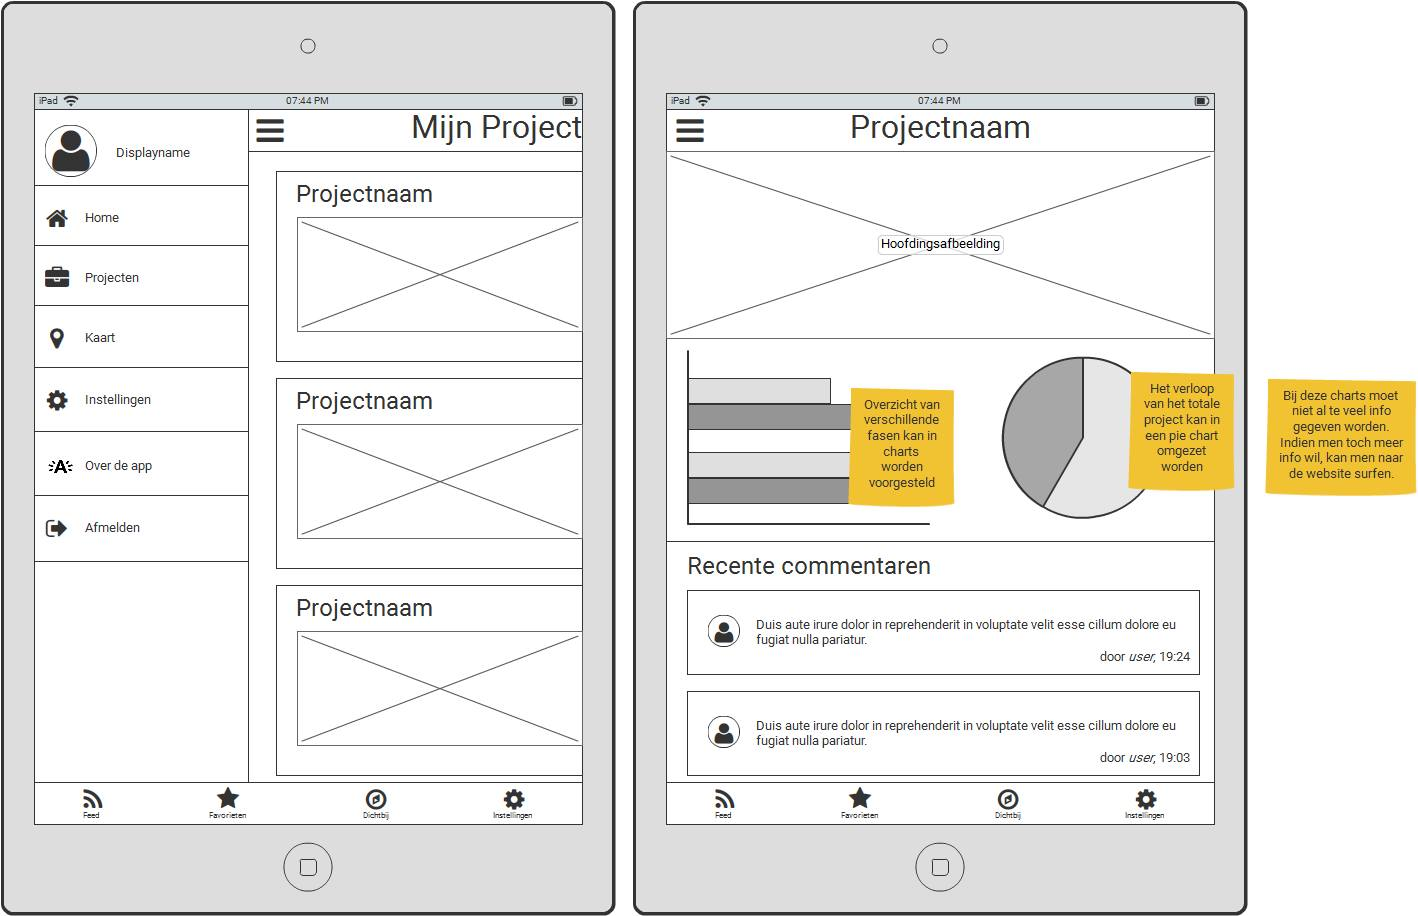 iPad
07:44 PM
Displayname
Home
Projecten
Kaart
Instellingen
Over de app
A
Afmelden
Mijn Project
Projectnaam
Projectnaam
Projectnaam
Feed
Favorieten
Dichtbij
Instellingen
iPad
07:44 PM
Projectnaam
Hoofdingsafbeelding
Overzicht van
verschillende
fasen kan in
charts
worden
voorgesteld
Het verloop
van het totale
project kan in
een pie chart
omgezet
worden
Bij deze charts moet
niet al te veel info
gegeven worden.
Indien men toch meer
info wil, kan men naar
de website surfen.
Recente commentaren
Duis aute irure dolor in reprehenderit in voluptate velit esse cillum dolore eu
fugiat nulla pariatur.
door user, 19:24
Duis aute irure dolor in reprehenderit in voluptate velit esse cillum dolore eu
fugiat nulla pariatur.
door user, 19:03
Feed
Favorieten
Dichtbij
Instellingen